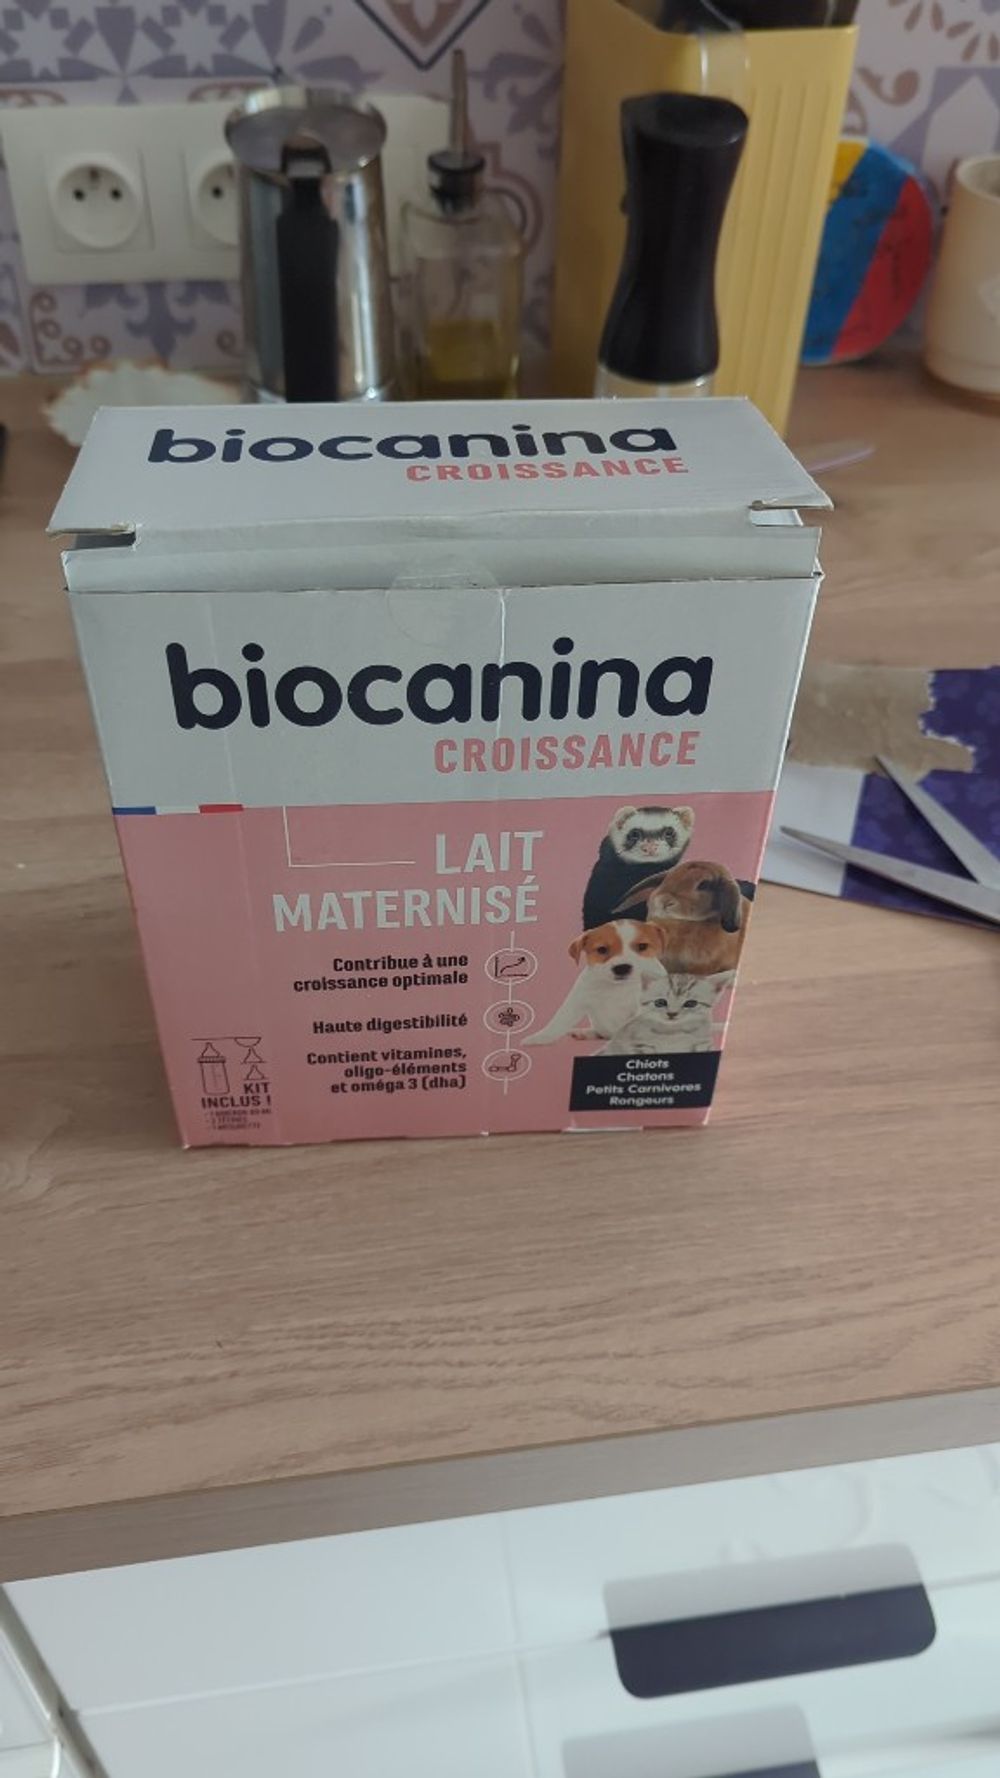 biocanina
CROISSANCE
biocanina
CROISSANCE
LAIT
MATERNISÉ
Contribue à une
croissance optimale
Haute digestibilité
Contient vitamines,
oligo-éléments
et oméga 3 (dha)
KIT
INCLUS !
Chiots
Chatons
Petits Carnivores
Rongeurs